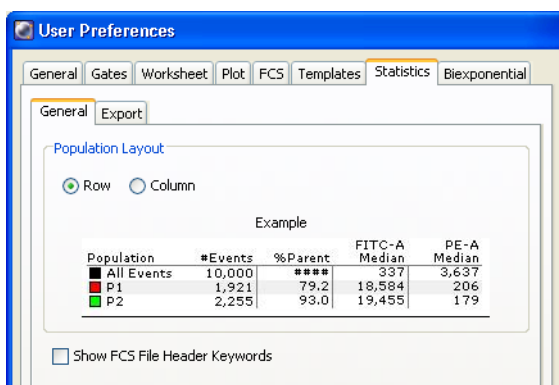 User Preferences
General Gates Worksheet Plot FCS Templates Statistics Biexponential
General Export
Population Layout
Row Column
Example
FITC-A PE-A
Population #Events %Parent Median Median
All Events 10,000 #### 337 3,637
P1 1,921 79.2 18,584 206
P2 2,255 93.0 19,455 179
Show FCS File Header Keywords